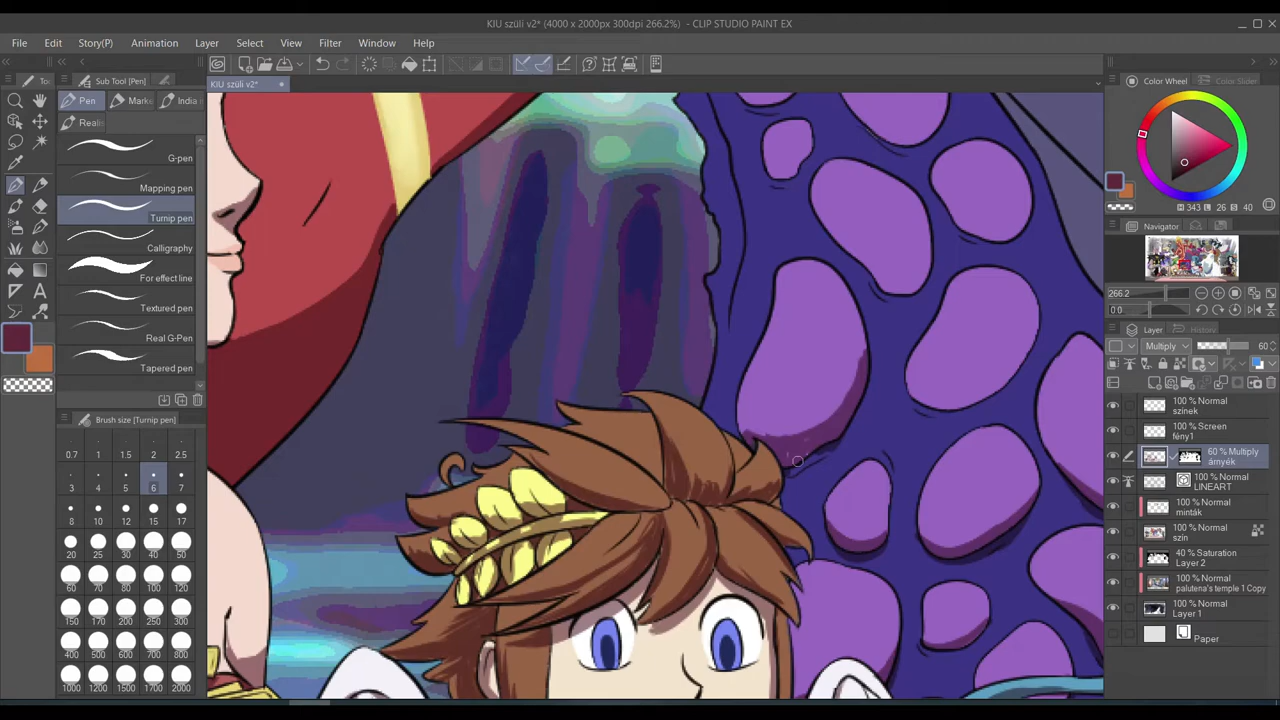 KIU szüli v2* (4000 x 2000px 300dpi 266.2%) - CLIP STUDIO PAINT EX
File Edit Story(P) Animation Layer Select View Filter Window Help
KIU szüli v2*
Sub Tool [Pen]
Pen Marke India
Realis
G-pen
Mapping pen
Turnip pen
Calligraphy
For effect line
Textured pen
Real G-Pen
Tapered pen
Brush size [Turnip pen]
0.7 1 1.5 2 2.5
3 4 5 6 7
8 10 12 15 17
20 25 30 40 50
60 70 80 100 120
150 170 200 250 300
400 500 600 700 800
1000 1200 1500 1700 2000
Color Wheel Color Slider
H 343 L 26 S 40
Navigator
266.2
0.0
Layer History
Multiply 60
100 % Normal
színek
100 % Screen
fény1
60 % Multiply
árnyék
100 % Normal
LINEART
100 % Normal
minták
100 % Normal
szín
40 % Saturation
Layer 2
100 % Normal
palutena's temple 1 Copy
100 % Normal
Layer 1
Paper